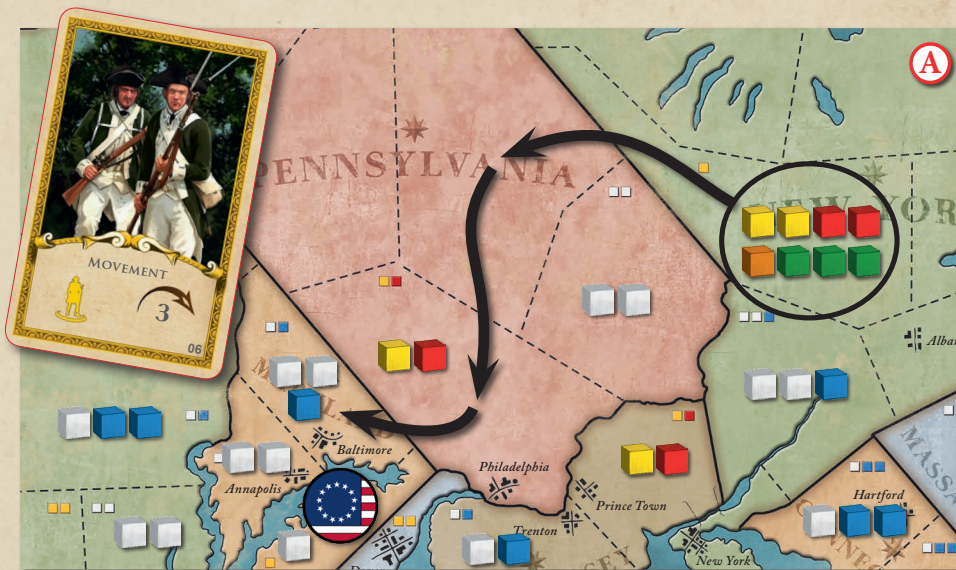 A
PENNSYLVANIA
NEW YOR
MOVEMENT
3
06
Alba
Baltimore
Annapolis
Philadelphia
Prince Town
Trenton
Hartford
MASSA
New York